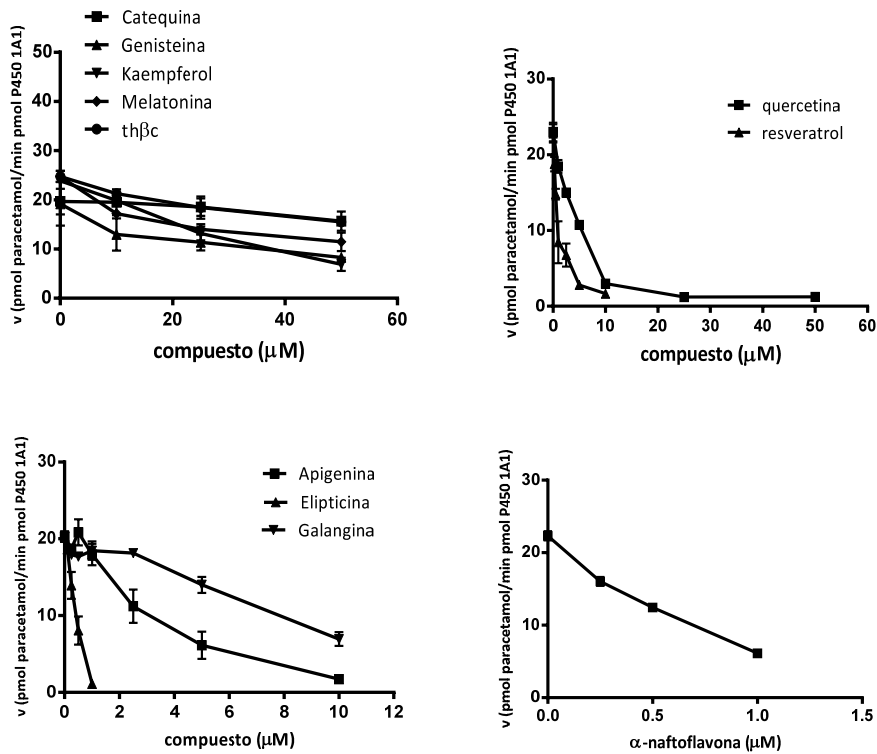 Catequina
Genisteina
Kaempferol
Melatonina
thβc
v (pmol paracetamol/min pmol P450 1A1)
50
40
30
20
10
0
0 20 40 60
compuesto (μM)
quercetina
resveratrol
v (pmol paracetamol/min pmol P450 1A1)
30
20
10
0
0 10 20 30 40 50 60
compuesto (μM)
Apigenina
Elipticina
Galangina
v (pmol paracetamol/min pmol P450 1A1)
30
20
10
0
0 2 4 6 8 10 12
compuesto (μM)
v (pmol paracetamol/min pmol P450 1A1)
30
20
10
0
0.0 0.5 1.0 1.5
α-naftoflavona (μM)